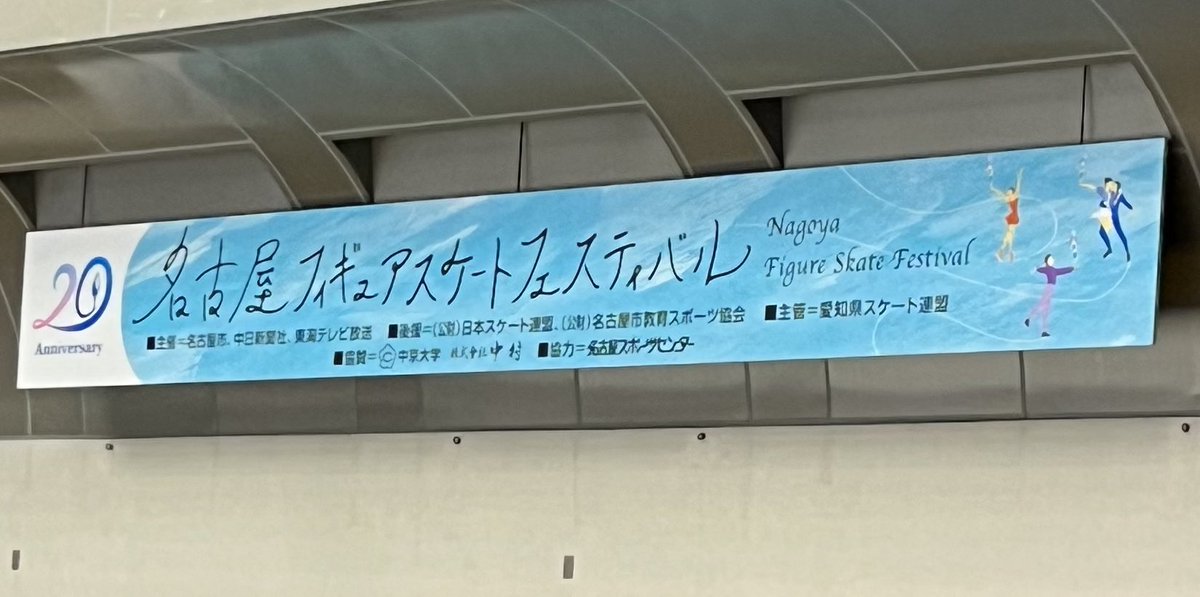 20
Anniversary
名古屋フィギュアスケートフェスティバル
Nagoya
Figure Skate Festival
■主催=名古屋市、中日新聞社、東海テレビ放送 ■後援=(公財)日本スケート連盟、(公財)名古屋市教育スポーツ協会 ■主管=愛知県スケート連盟
■協賛=中京大学 株式会社中村 ■協力=名古屋スポーツセンター